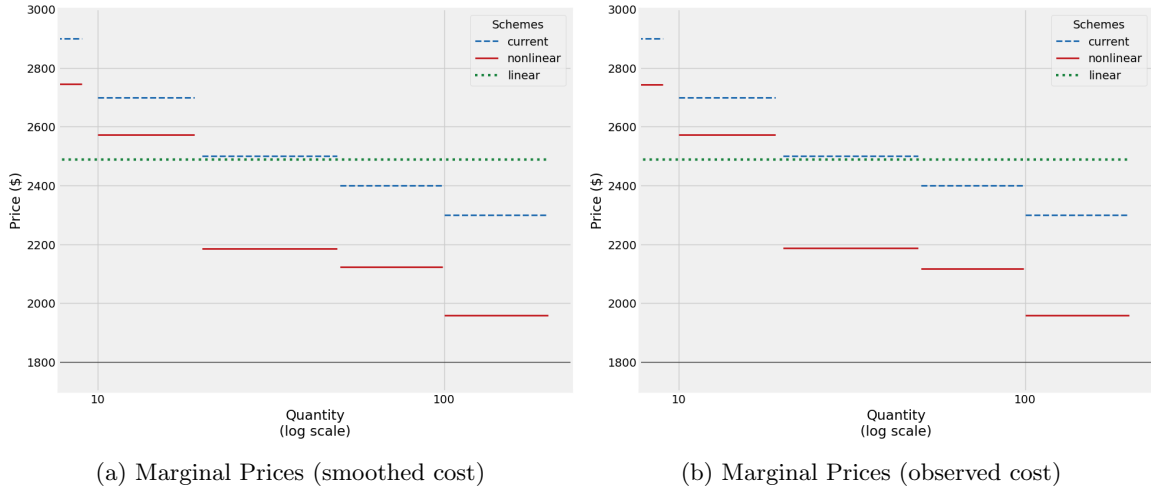 3000
2800
2600
2400
2200
2000
1800
Price ($)
10
100
Quantity
(log scale)
Schemes
current
nonlinear
linear
(a) Marginal Prices (smoothed cost)
3000
2800
2600
2400
2200
2000
1800
Price ($)
10
100
Quantity
(log scale)
Schemes
current
nonlinear
linear
(b) Marginal Prices (observed cost)